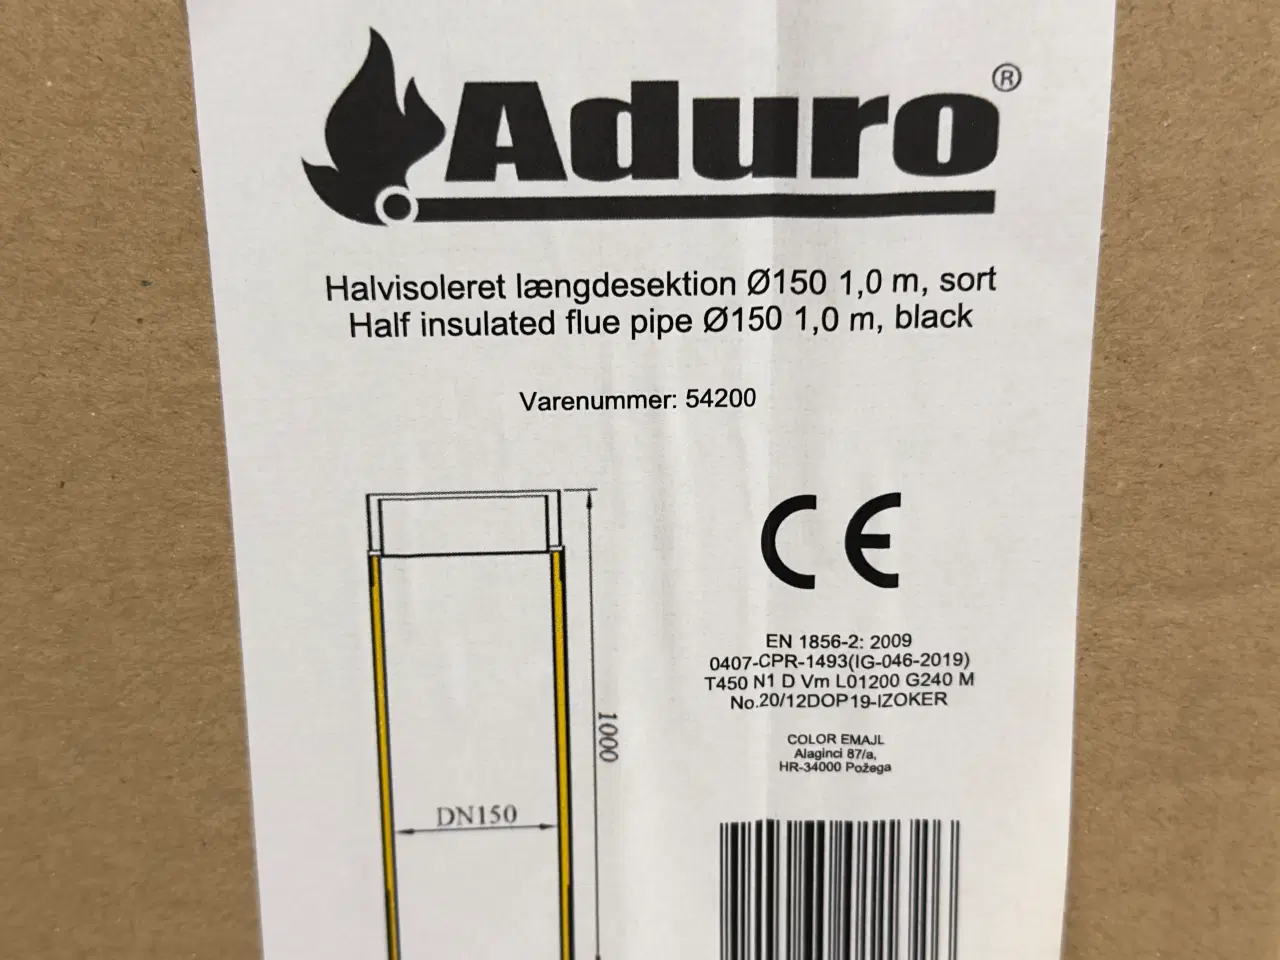 Aduro®
Halvisoleret længdesektion Ø150 1,0 m, sort
Half insulated flue pipe Ø150 1,0 m, black
Varenummer: 54200
EN 1856-2: 2009
0407-CPR-1493(IG-046-2019)
T450 N1 D Vm L01200 G240 M
No.20/12DOP19-IZOKER
COLOR EMAJL
Alaginci 87/a,
HR-34000 Požega
1000
DN150
CE